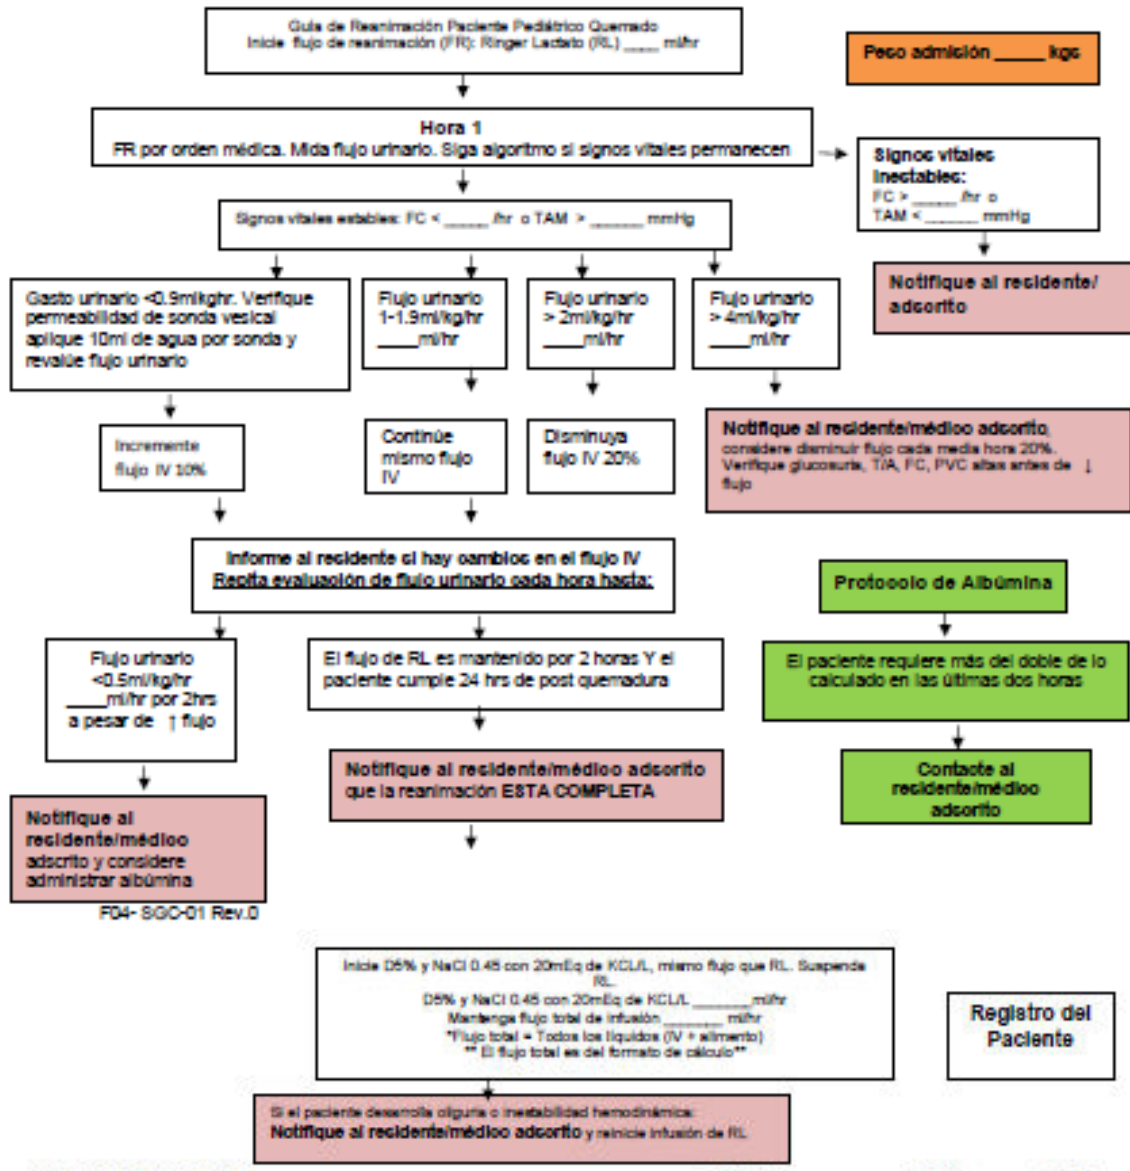 Guía de Reanimación Paciente Pediátrico Quemado
Inicie flujo de reanimación (FR): Ringer Lactato (RL) ____ ml/hr
Peso admisión _____ kgs
Hora 1
FR por orden médica. Mida flujo urinario. Siga algoritmo si signos vitales permanecen
Signos vitales
inestables:
FC > _____ /hr o
TAM < ______ mmHg
Signos vitales estables: FC < _____ /hr o TAM > ______ mmHg
Notifique al residente/
adscrito
Gasto urinario <0.9mlkghr. Verifique
permeabilidad de sonda vesical
aplique 10ml de agua por sonda y
revalúe flujo urinario
Flujo urinario
1-1.9ml/kg/hr
____ml/hr
Flujo urinario
> 2ml/kg/hr
____ml/hr
Flujo urinario
> 4ml/kg/hr
____ml/hr
Incremente
flujo IV 10%
Continúe
mismo flujo
IV
Disminuya
flujo IV 20%
Notifique al residente/médico adscrito,
considere disminuir flujo cada media hora 20%.
Verifique glucosuria, T/A, FC, PVC altas antes de ↓
flujo
Informe al residente si hay cambios en el flujo IV
Repita evaluación de flujo urinario cada hora hasta:
Protocolo de Albúmina
Flujo urinario
<0.5ml/kg/hr
____ml/hr por 2hrs
a pesar de ↑ flujo
El flujo de RL es mantenido por 2 horas Y el
paciente cumple 24 hrs de post quemadura
El paciente requiere más del doble de lo
calculado en las últimas dos horas
Notifique al residente/médico adscrito
que la reanimación ESTA COMPLETA
Contacte al
residente/médico
adscrito
Notifique al
residente/médico
adscrito y considere
administrar albúmina
F04- SGC-01 Rev.0
Inicie D5% y NaCl 0.45 con 20mEq de KCL/L, mismo flujo que RL. Suspenda
RL.
D5% y NaCl 0.45 con 20mEq de KCL/L _______ml/hr
Mantenga flujo total de infusión _______ ml/hr
*Flujo total = Todos los líquidos (IV + alimento)
** El flujo total es del formato de cálculo**
Registro del
Paciente
Si el paciente desarrolla oliguria o inestabilidad hemodinámica:
Notifique al residente/médico adscrito y reinicie infusión de RL